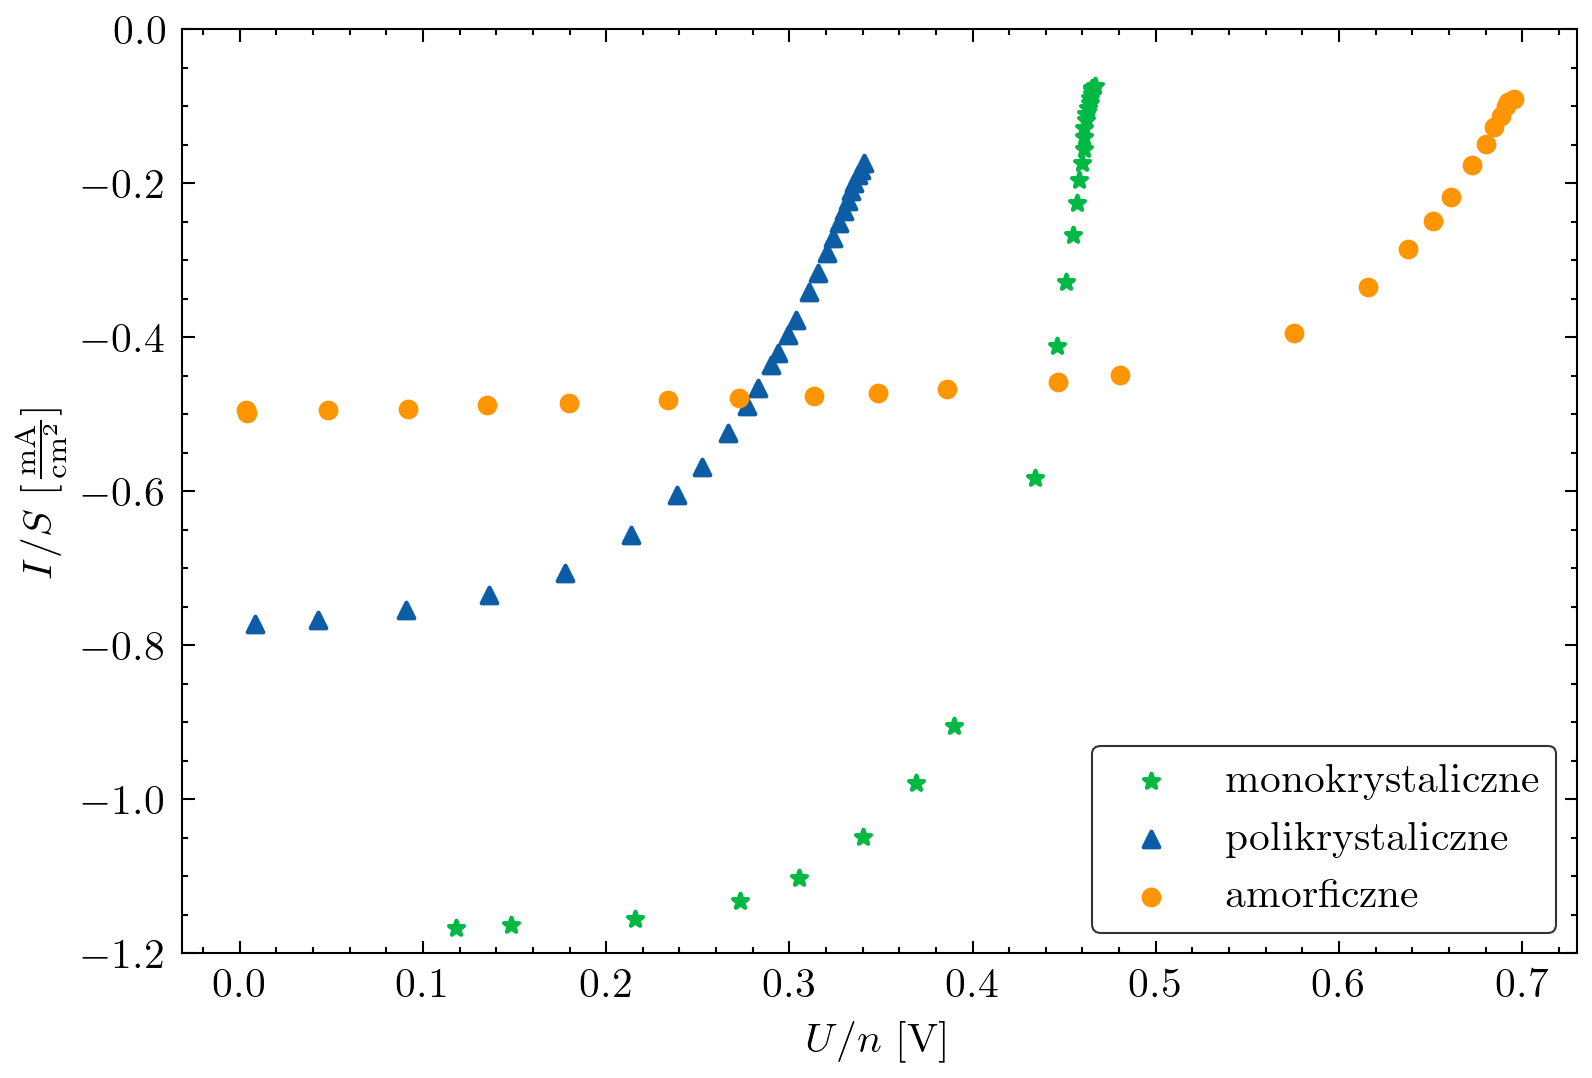 0.0
−0.2
−0.4
−0.6
−0.8
−1.0
−1.2
I/S [mA/cm²]
0.0 0.1 0.2 0.3 0.4 0.5 0.6 0.7
U/n [V]
monokrystaliczne
polikrystaliczne
amorficzne